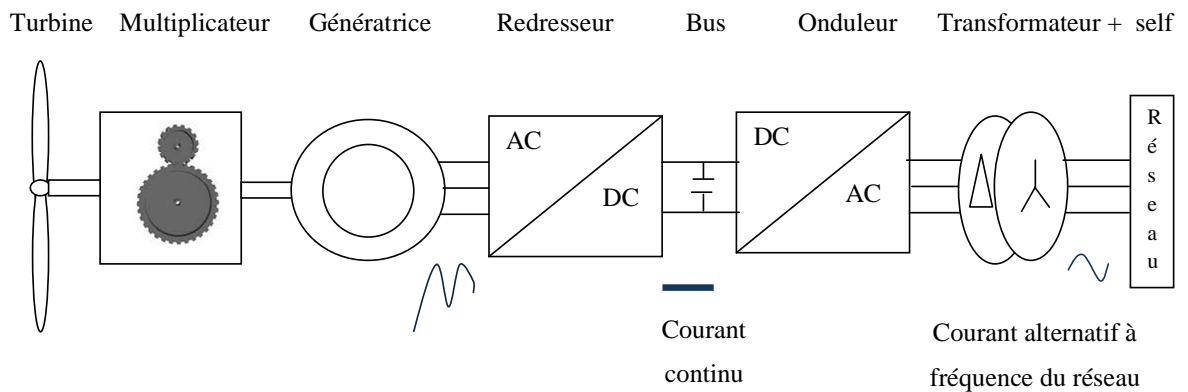 Turbine Multiplicateur Génératrice Redresseur Bus Onduleur Transformateur + self
AC
DC
DC
AC
Réseau
Courant
continu
Courant alternatif à
fréquence du réseau